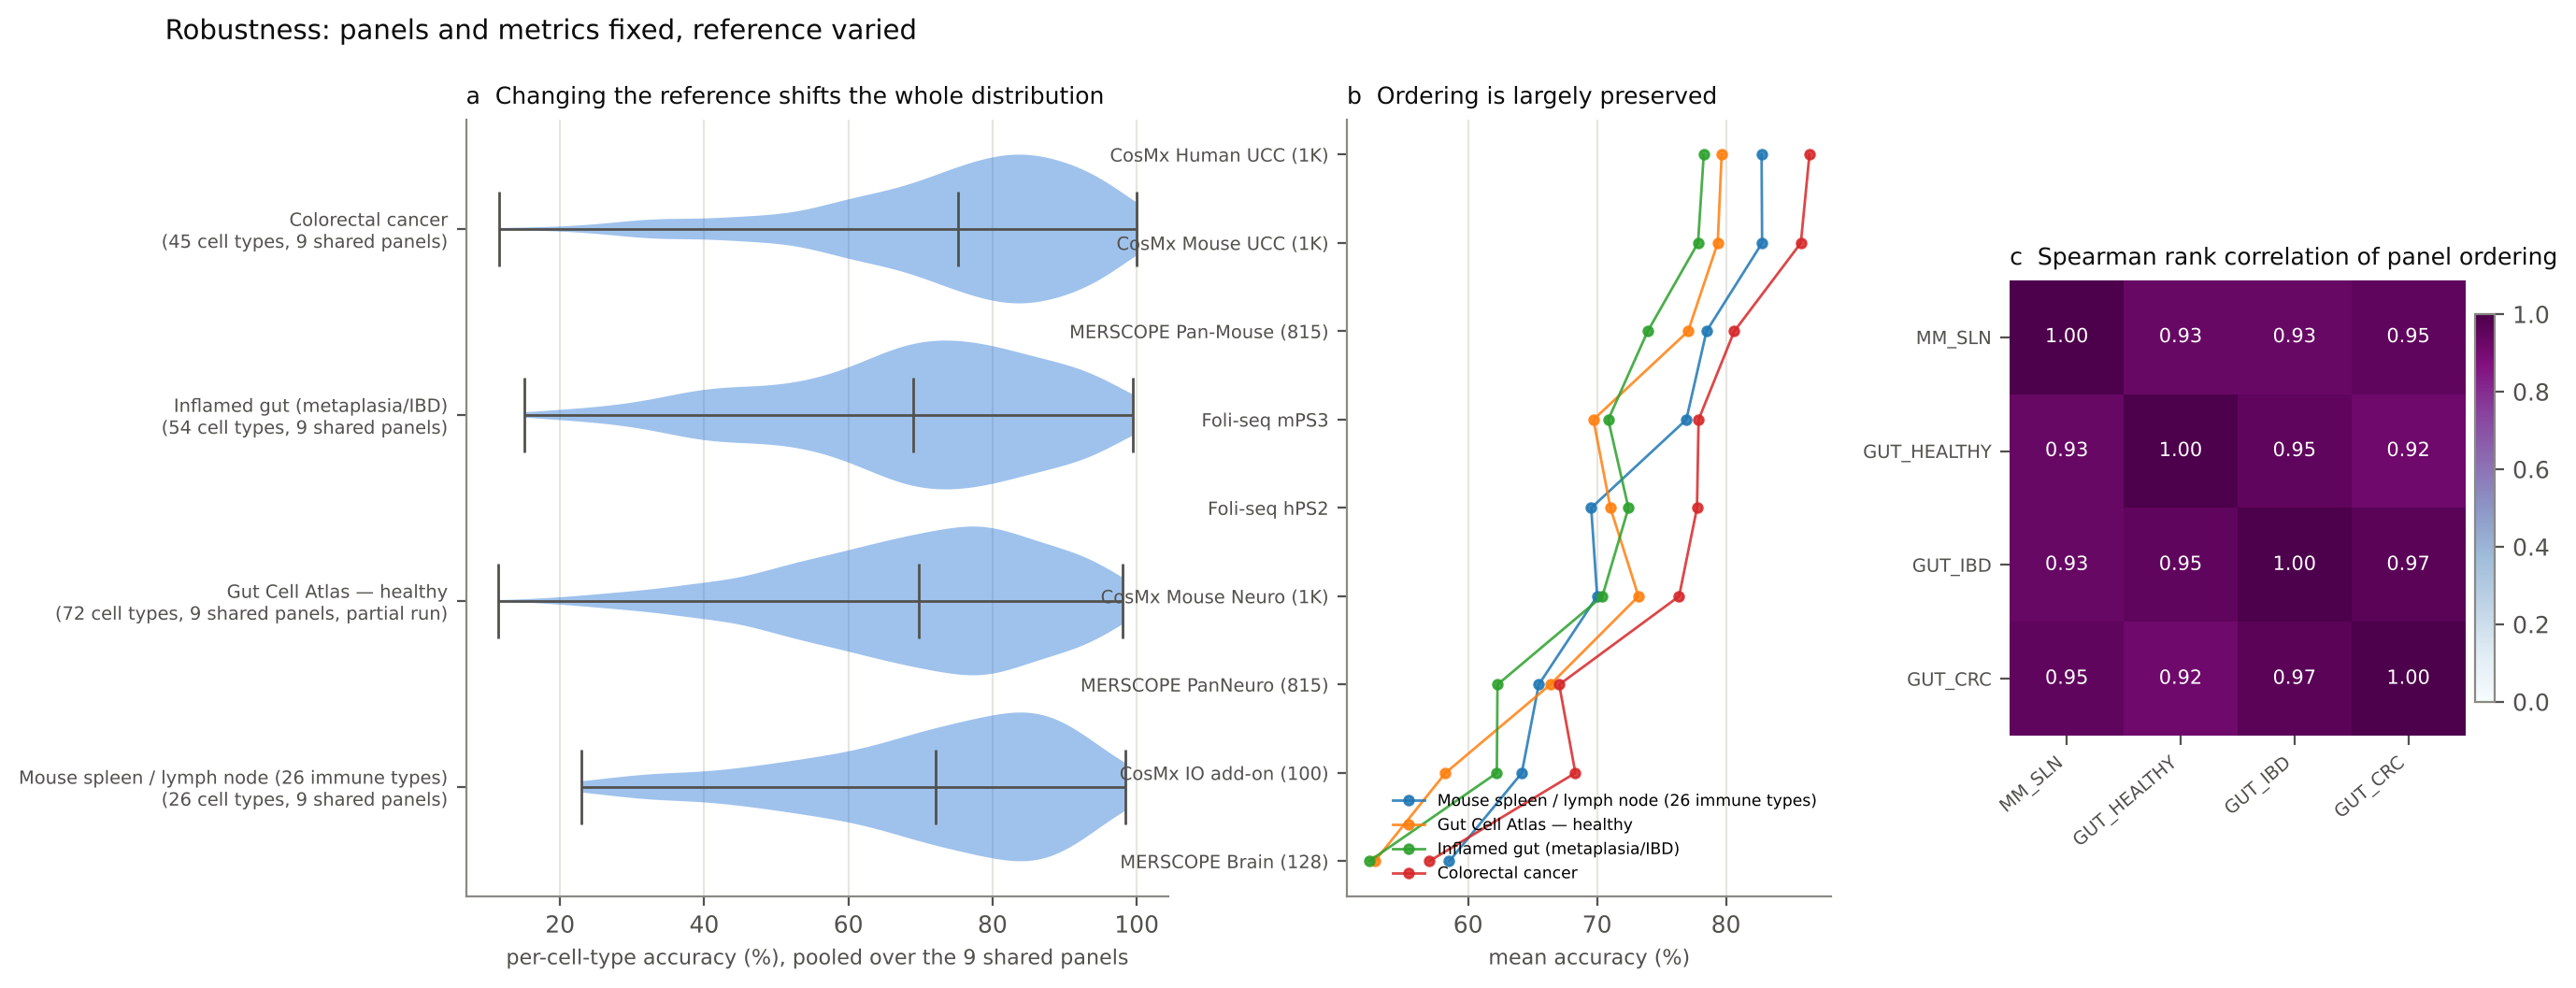 Robustness: panels and metrics fixed, reference varied
a Changing the reference shifts the whole distribution
Colorectal cancer
(45 cell types, 9 shared panels)
Inflamed gut (metaplasia/IBD)
(54 cell types, 9 shared panels)
Gut Cell Atlas — healthy
(72 cell types, 9 shared panels, partial run)
Mouse spleen / lymph node (26 immune types)
(26 cell types, 9 shared panels)
20 40 60 80 100
per-cell-type accuracy (%), pooled over the 9 shared panels
b Ordering is largely preserved
CosMx Human UCC (1K)
CosMx Mouse UCC (1K)
MERSCOPE Pan-Mouse (815)
Foli-seq mPS3
Foli-seq hPS2
CosMx Mouse Neuro (1K)
MERSCOPE PanNeuro (815)
CosMx IO add-on (100)
MERSCOPE Brain (128)
Mouse spleen / lymph node (26 immune types)
Gut Cell Atlas — healthy
Inflamed gut (metaplasia/IBD)
Colorectal cancer
60 70 80
mean accuracy (%)
c Spearman rank correlation of panel ordering
MM_SLN 1.00 0.93 0.93 0.95
GUT_HEALTHY 0.93 1.00 0.95 0.92
GUT_IBD 0.93 0.95 1.00 0.97
GUT_CRC 0.95 0.92 0.97 1.00
MM_SLN GUT_HEALTHY GUT_IBD GUT_CRC
1.0
0.8
0.6
0.4
0.2
0.0